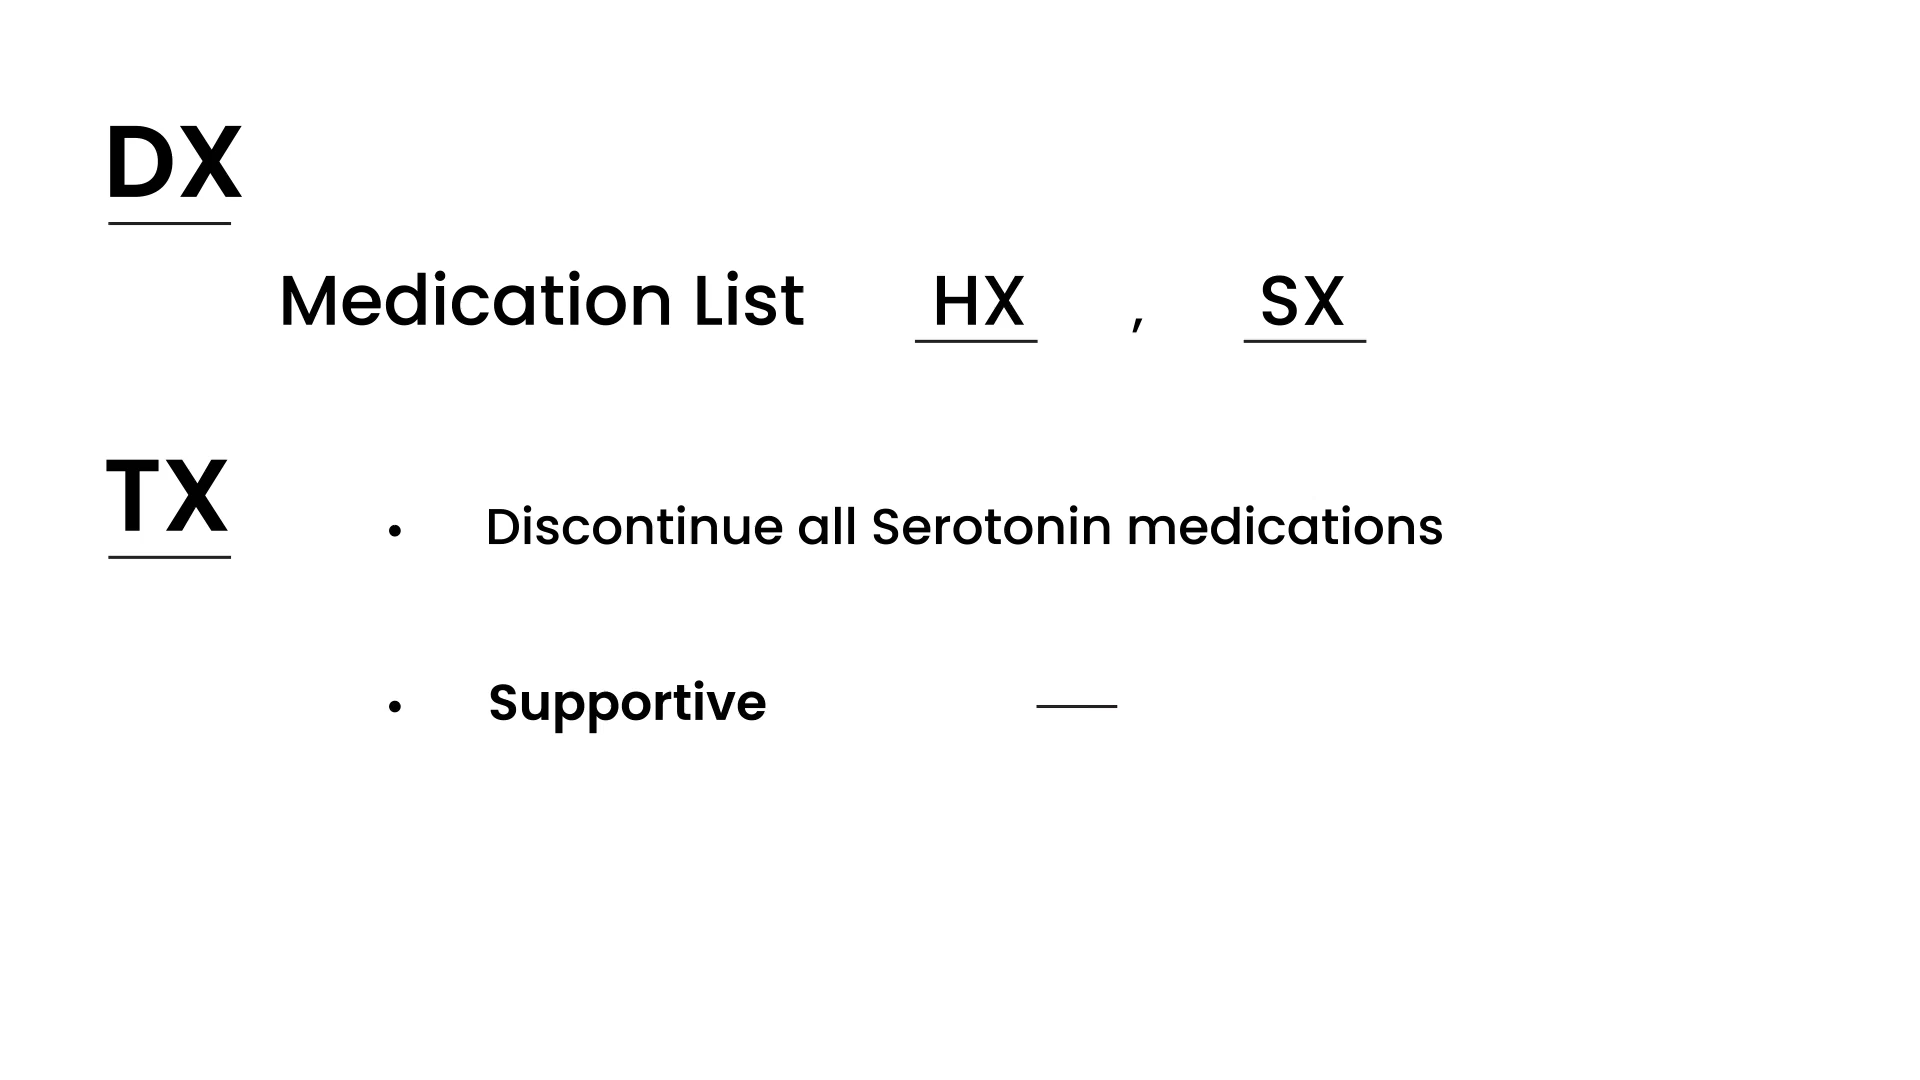 DX
Medication List HX , SX
TX
• Discontinue all Serotonin medications
• Supportive —